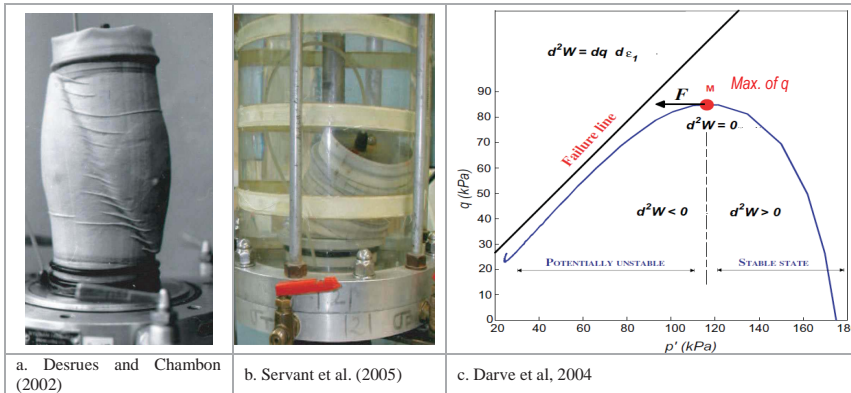 d²W = dq dε₁
Max. of q
M
F
d²W = 0
Failure line
d²W < 0
d²W > 0
POTENTIALLY UNSTABLE
STABLE STATE
q (kPa)
90
80
70
60
50
40
30
20
10
0
20
40
60
80
100
120
140
160
180
p' (kPa)
|2|
a. Desrues and Chambon
(2002)
b. Servant et al. (2005)
c. Darve et al, 2004